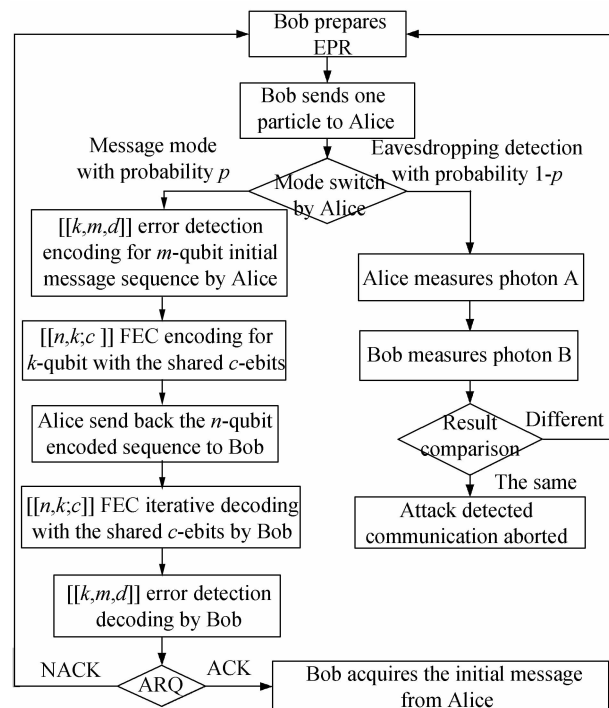 Bob prepares
EPR
Bob sends one
particle to Alice
Message mode
with probability p
Eavesdropping detection
with probability 1-p
Mode switch
by Alice
[[k,m,d]] error detection
encoding for m-qubit initial
message sequence by Alice
Alice measures photon A
[[n,k;c ]] FEC encoding for
k-qubit with the shared c-ebits
Bob measures photon B
Alice send back the n-qubit
encoded sequence to Bob
Result
comparison
Different
The same
[[n,k;c]] FEC iterative decoding
with the shared c-ebits by Bob
Attack detected
communication aborted
[[k,m,d]] error detection
decoding by Bob
NACK
ARQ
ACK
Bob acquires the initial message
from Alice